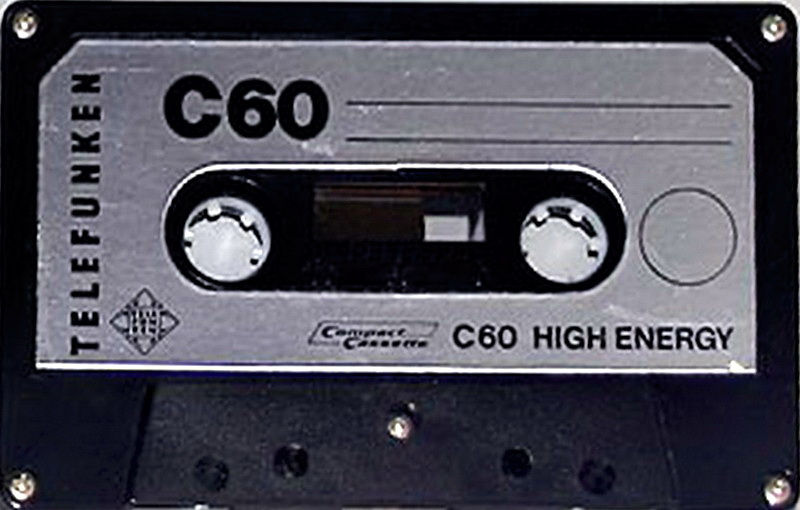 C60
TELEFUNKEN
Compact
Cassette
C60 HIGH ENERGY